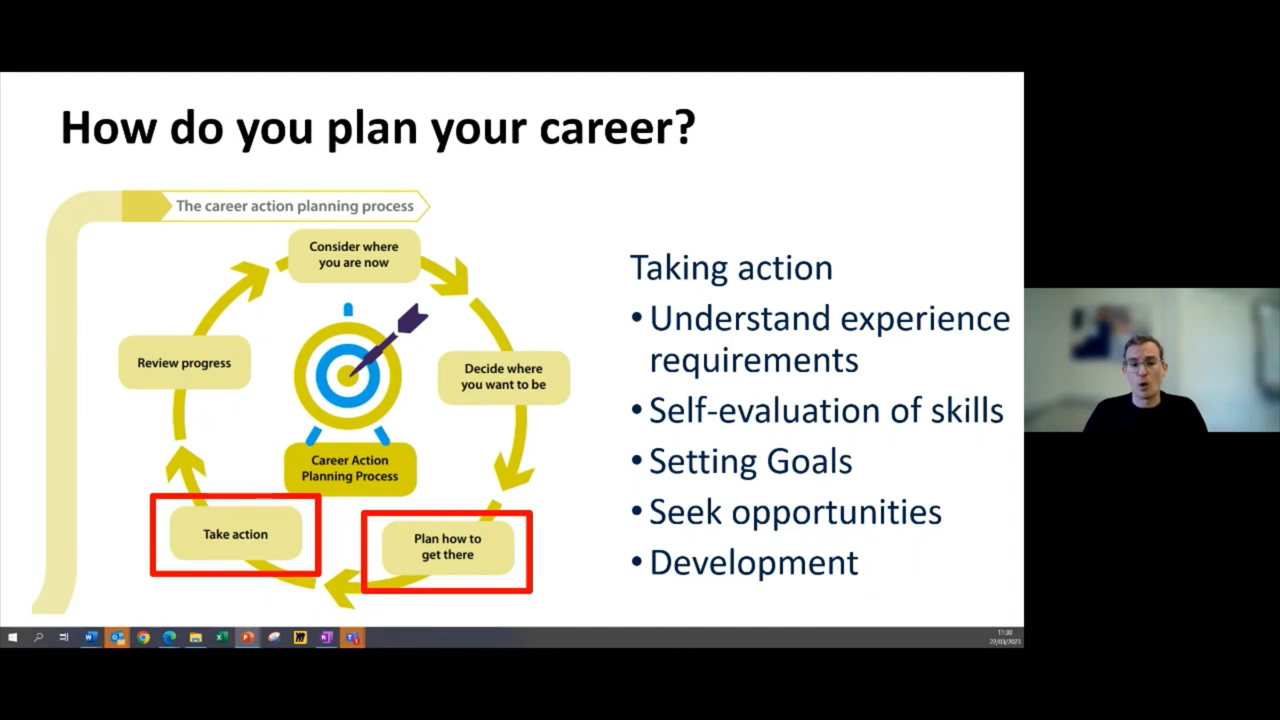 How do you plan your career?
The career action planning process
Consider where
you are now
Decide where
you want to be
Plan how to
get there
Take action
Review progress
Career Action
Planning Process
Taking action
• Understand experience
requirements
• Self-evaluation of skills
• Setting Goals
• Seek opportunities
• Development